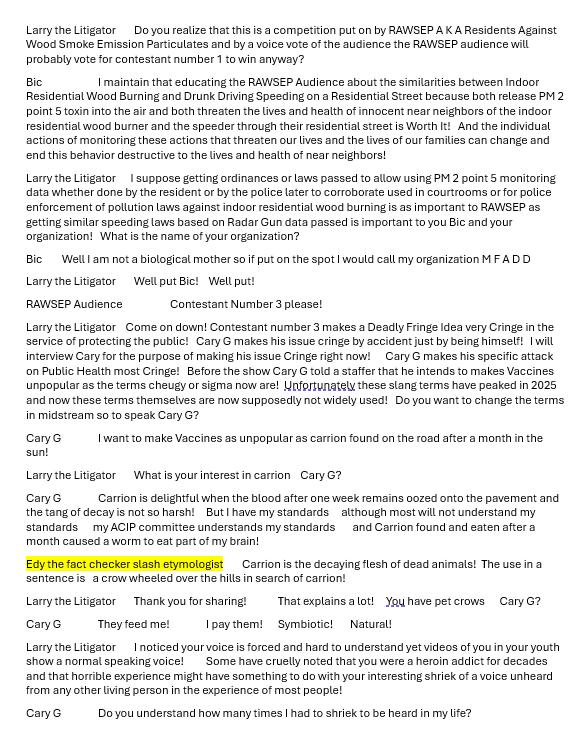 Larry the Litigator Do you realize that this is a competition put on by RAWSEP A K A Residents Against
Wood Smoke Emission Particulates and by a voice vote of the audience the RAWSEP audience will
probably vote for contestant number 1 to win anyway?
Bic I maintain that educating the RAWSEP Audience about the similarities between Indoor
Residential Wood Burning and Drunk Driving Speeding on a Residential Street because both release PM 2
point 5 toxin into the air and both threaten the lives and health of innocent near neighbors of the indoor
residential wood burner and the speeder through their residential street is Worth It! And the individual
actions of monitoring these actions that threaten our lives and the lives of our families can change and
end this behavior destructive to the lives and health of near neighbors!
Larry the Litigator I suppose getting ordinances or laws passed to allow using PM 2 point 5 monitoring
data whether done by the resident or by the police later to corroborate used in courtrooms or for police
enforcement of pollution laws against indoor residential wood burning is as important to RAWSEP as
getting similar speeding laws based on Radar Gun data passed is important to you Bic and your
organization! What is the name of your organization?
Bic Well I am not a biological mother so if put on the spot I would call my organization M F A D D
Larry the Litigator Well put Bic! Well put!
RAWSEP Audience Contestant Number 3 please!
Larry the Litigator Come on down! Contestant number 3 makes a Deadly Fringe Idea very Cringe in the
service of protecting the public! Cary G makes his issue cringe by accident just by being himself! I will
interview Cary for the purpose of making his issue Cringe right now! Cary G makes his specific attack
on Public Health most Cringe! Before the show Cary G told a staffer that he intends to makes Vaccines
unpopular as the terms cheugy or sigma now are! Unfortunately these slang terms have peaked in 2025
and now these terms themselves are now supposedly not widely used! Do you want to change the terms
in midstream so to speak Cary G?
Cary G I want to make Vaccines as unpopular as carrion found on the road after a month in the
sun!
Larry the Litigator What is your interest in carrion Cary G?
Cary G Carrion is delightful when the blood after one week remains oozed onto the pavement and
the tang of decay is not so harsh! But I have my standards although most will not understand my
standards my ACIP committee understands my standards and Carrion found and eaten after a
month caused a worm to eat part of my brain!
Edy the fact checker slash etymologist Carrion is the decaying flesh of dead animals! The use in a
sentence is a crow wheeled over the hills in search of carrion!
Larry the Litigator Thank you for sharing! That explains a lot! You have pet crows Cary G?
Cary G They feed me! I pay them! Symbiotic! Natural!
Larry the Litigator I noticed your voice is forced and hard to understand yet videos of you in your youth
show a normal speaking voice! Some have cruelly noted that you were a heroin addict for decades
and that horrible experience might have something to do with your interesting shriek of a voice unheard
from any other living person in the experience of most people!
Cary G Do you understand how many times I had to shriek to be heard in my life?